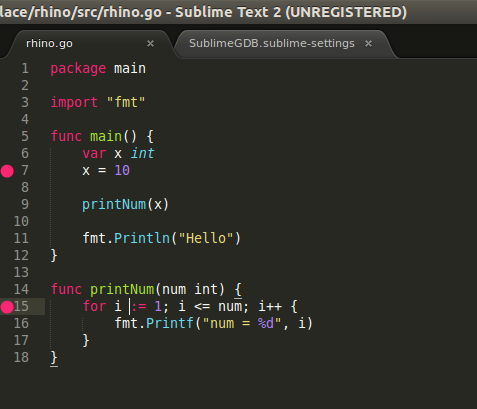 lace/rhino/src/rhino.go - Sublime Text 2 (UNREGISTERED)
rhino.go × SublimeGDB.sublime-settings ×
1 package main
2
3 import "fmt"
4
5 func main() {
6     var x int
7     x = 10
8
9     printNum(x)
10
11     fmt.Println("Hello")
12 }
13
14 func printNum(num int) {
15     for i := 1; i <= num; i++ {
16         fmt.Printf("num = %d", i)
17     }
18 }